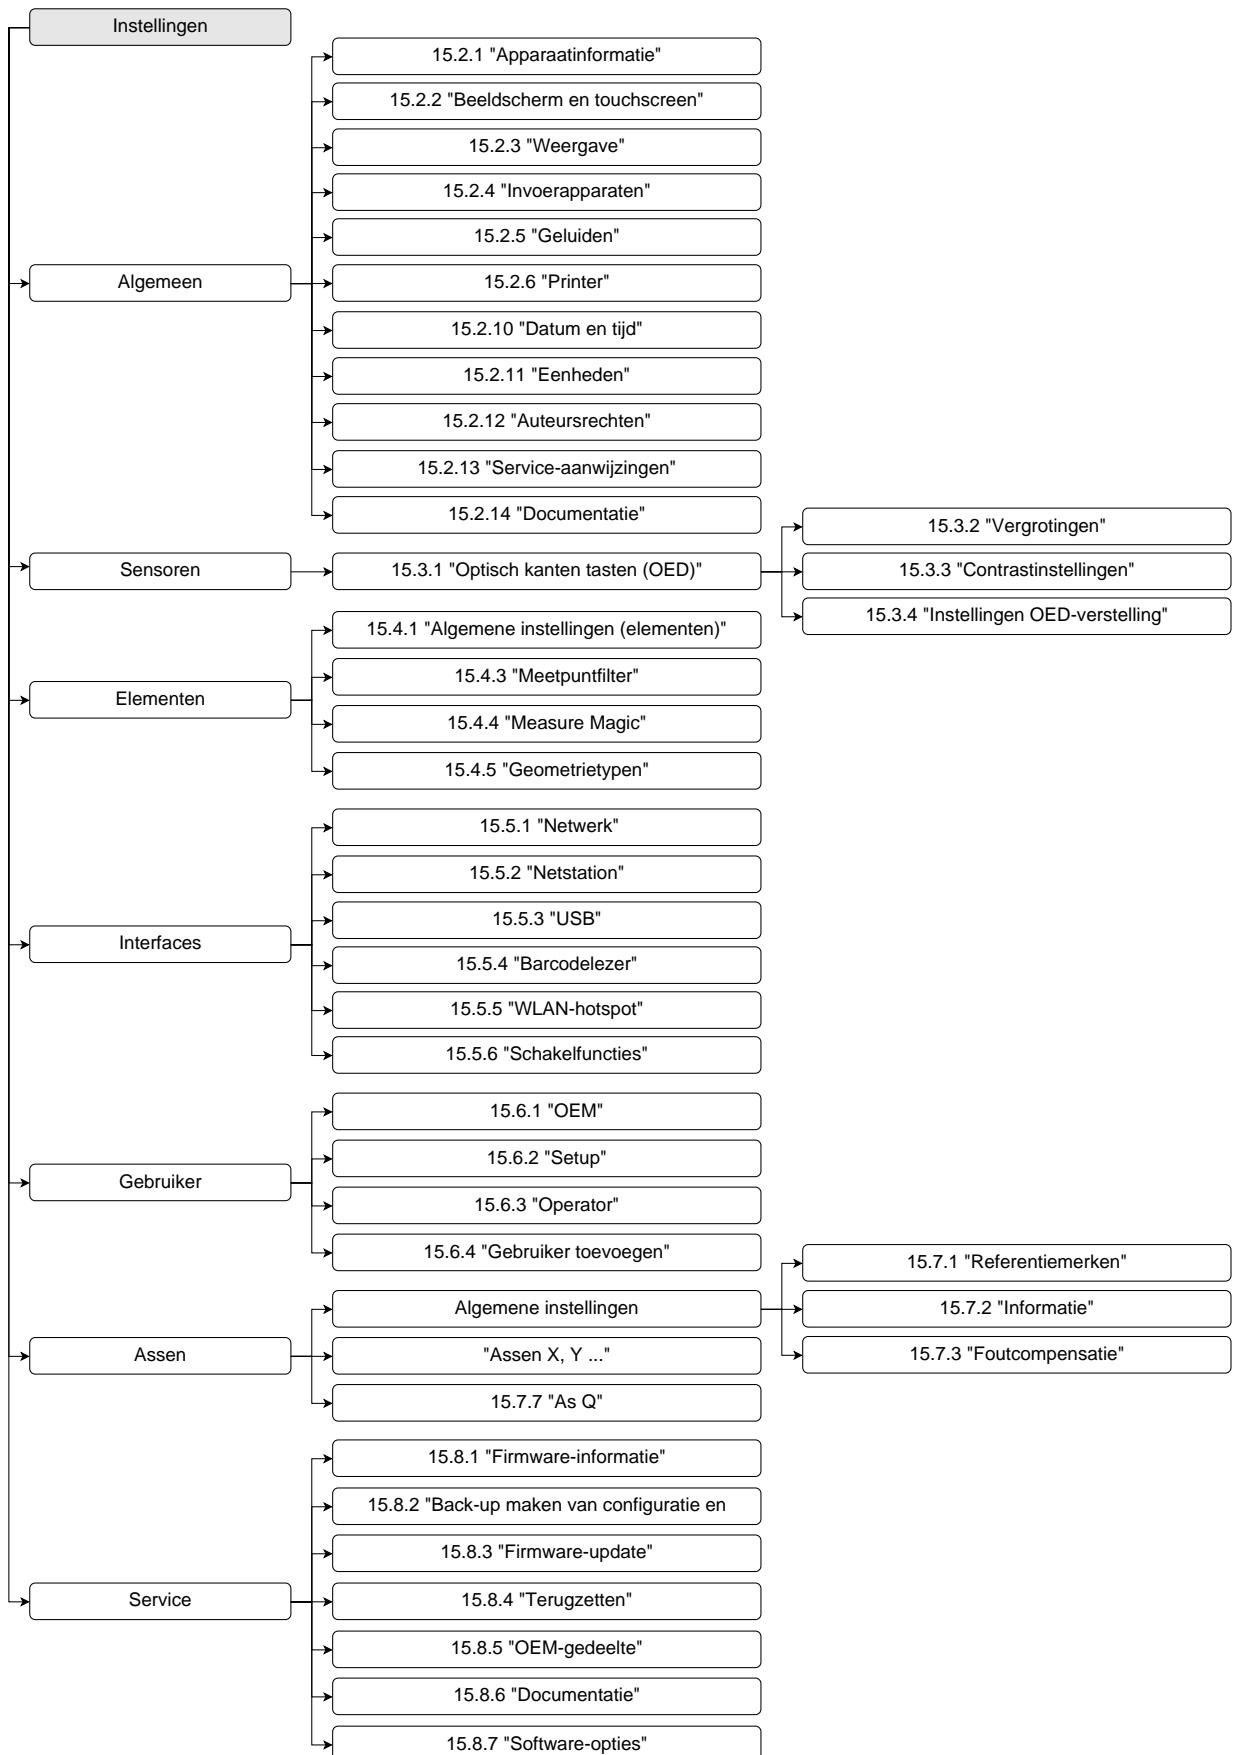 Instellingen
15.2.1 "Apparaatinformatie"
15.2.2 "Beeldscherm en touchscreen"
15.2.3 "Weergave"
15.2.4 "Invoerapparaten"
15.2.5 "Geluiden"
Algemeen
15.2.6 "Printer"
15.2.10 "Datum en tijd"
15.2.11 "Eenheden"
15.2.12 "Auteursrechten"
15.2.13 "Service-aanwijzingen"
15.2.14 "Documentatie"
Sensoren
15.3.1 "Optisch kanten tasten (OED)"
15.3.2 "Vergrotingen"
15.3.3 "Contrastinstellingen"
15.3.4 "Instellingen OED-verstelling"
15.4.1 "Algemene instellingen (elementen)"
15.4.3 "Meetpuntfilter"
Elementen
15.4.4 "Measure Magic"
15.4.5 "Geometrietypen"
15.5.1 "Netwerk"
15.5.2 "Netstation"
15.5.3 "USB"
Interfaces
15.5.4 "Barcodelezer"
15.5.5 "WLAN-hotspot"
15.5.6 "Schakelfuncties"
15.6.1 "OEM"
15.6.2 "Setup"
Gebruiker
15.6.3 "Operator"
15.6.4 "Gebruiker toevoegen"
Algemene instellingen
15.7.1 "Referentiemerken"
15.7.2 "Informatie"
15.7.3 "Foutcompensatie"
Assen
"Assen X, Y ..."
15.7.7 "As Q"
15.8.1 "Firmware-informatie"
15.8.2 "Back-up maken van configuratie en
15.8.3 "Firmware-update"
Service
15.8.4 "Terugzetten"
15.8.5 "OEM-gedeelte"
15.8.6 "Documentatie"
15.8.7 "Software-opties"